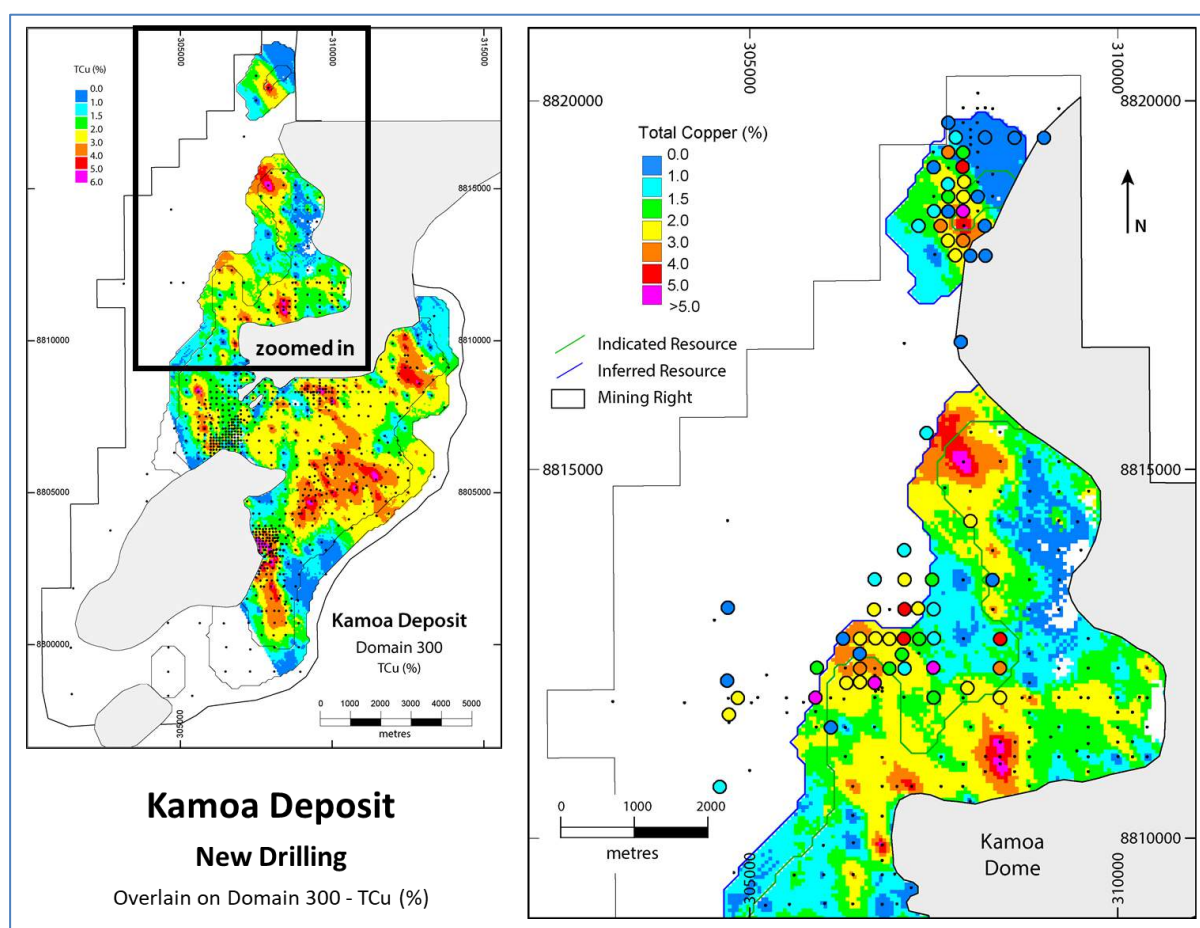 305000
310000
315000
TCu (%)
0.0
1.0
1.5
2.0
3.0
4.0
5.0
6.0
8815000
8810000
8810000
zoomed in
8805000
8805000
8800000
Kamoa Deposit
Domain 300
TCu (%)
0 1000 2000 3000 4000 5000
metres
305000
Kamoa Deposit
New Drilling
Overlain on Domain 300 - TCu (%)
305000
310000
8820000
8820000
Total Copper (%)
0.0
1.0
1.5
2.0
3.0
4.0
5.0
>5.0
N
Indicated Resource
Inferred Resource
Mining Right
8815000
8815000
0 1000 2000
metres
8810000
8810000
Kamoa
Dome
305000
310000